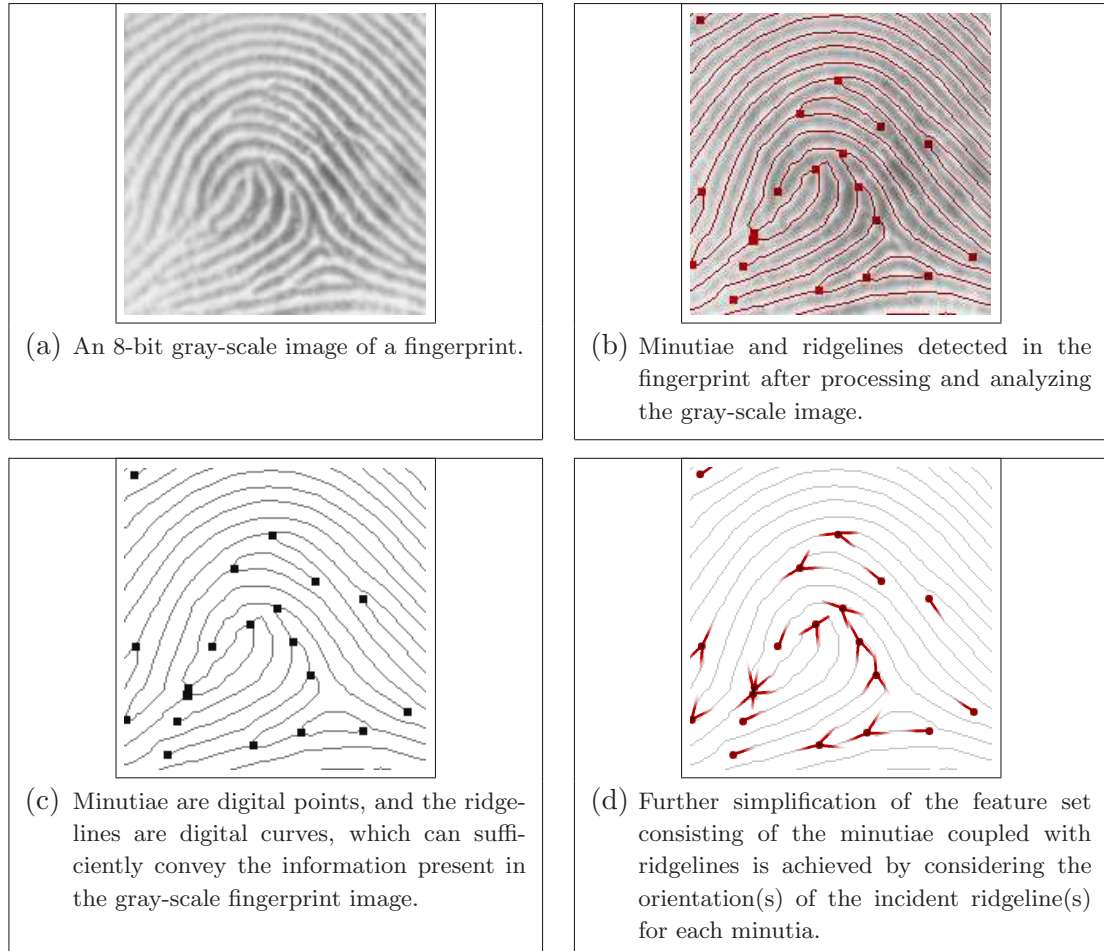 (a) An 8-bit gray-scale image of a fingerprint.
(b) Minutiae and ridgelines detected in the
fingerprint after processing and analyzing
the gray-scale image.
(c) Minutiae are digital points, and the ridge-
lines are digital curves, which can suffi-
ciently convey the information present in
the gray-scale fingerprint image.
(d) Further simplification of the feature set
consisting of the minutiae coupled with
ridgelines is achieved by considering the
orientation(s) of the incident ridgeline(s)
for each minutia.